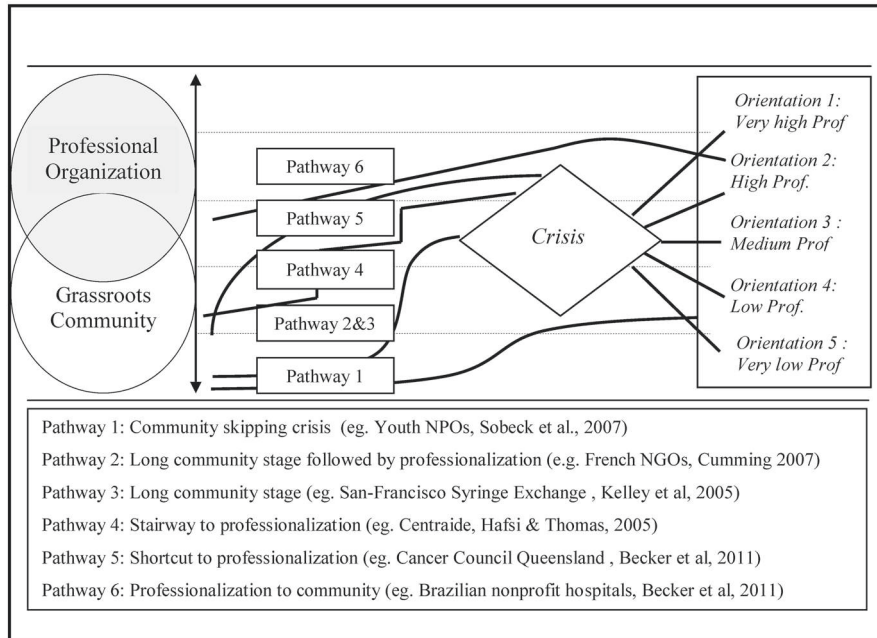 Professional
Organization
Grassroots
Community
Pathway 6
Pathway 5
Pathway 4
Pathway 2&3
Pathway 1
Crisis
Orientation 1:
Very high Prof
Orientation 2:
High Prof.
Orientation 3 :
Medium Prof
Orientation 4:
Low Prof.
Orientation 5 :
Very low Prof
Pathway 1: Community skipping crisis (eg. Youth NPOs, Sobeck et al., 2007)
Pathway 2: Long community stage followed by professionalization (e.g. French NGOs, Cumming 2007)
Pathway 3: Long community stage (eg. San-Francisco Syringe Exchange , Kelley et al, 2005)
Pathway 4: Stairway to professionalization (eg. Centraide, Hafsi & Thomas, 2005)
Pathway 5: Shortcut to professionalization (eg. Cancer Council Queensland , Becker et al, 2011)
Pathway 6: Professionalization to community (eg. Brazilian nonprofit hospitals, Becker et al, 2011)